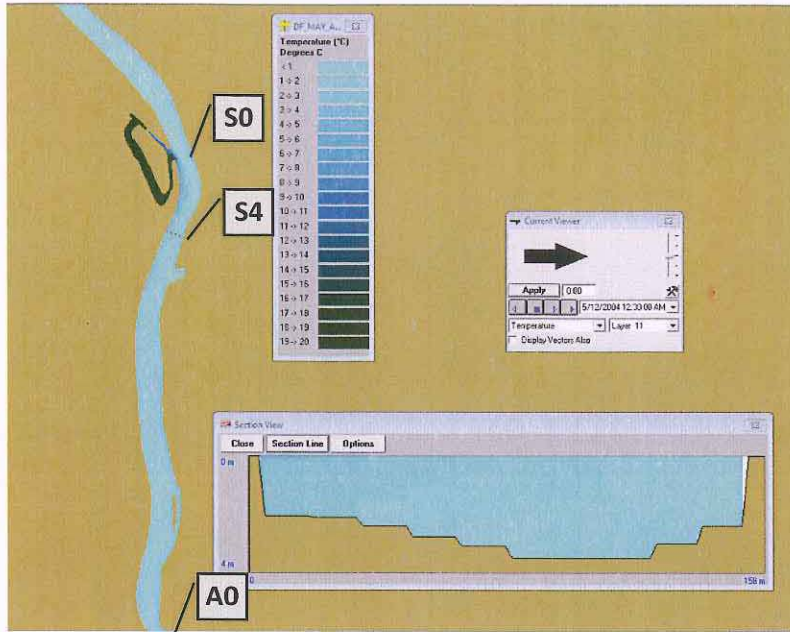 DF_MAY_A...
Temperature (°C)
Degrees C
< 1
1 -> 2
2 -> 3
3 -> 4
4 -> 5
5 -> 6
6 -> 7
7 -> 8
8 -> 9
9 -> 10
10 -> 11
11 -> 12
12 -> 13
13 -> 14
14 -> 15
15 -> 16
16 -> 17
17 -> 18
18 -> 19
19 -> 20
S0
S4
Current Viewer
Apply 0.00
5/12/2004 12:00:00 AM
Temperature Layer 11
Display Vectors Also
Section View
Close Section Line Options
0 m
4 m
0 158 m
A0